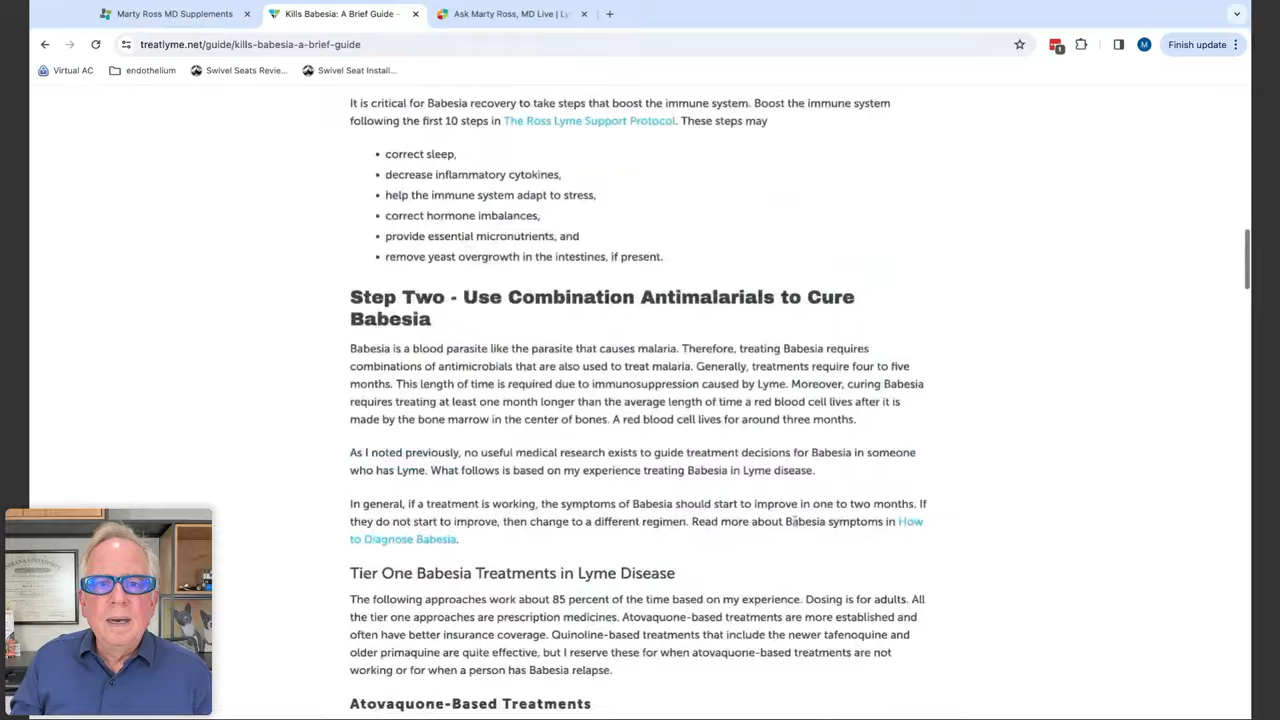 Marty Ross MD Supplements
Kills Babesia: A Brief Guide -
Ask Marty Ross, MD Live | Ly
treatlyme.net/guide/kills-babesia-a-brief-guide
Finish update
Virtual AC
endothelium
Swivel Seats Revie...
Swivel Seat Install...
It is critical for Babesia recovery to take steps that boost the immune system. Boost the immune system
following the first 10 steps in The Ross Lyme Support Protocol. These steps may
• correct sleep,
• decrease inflammatory cytokines,
• help the immune system adapt to stress,
• correct hormone imbalances,
• provide essential micronutrients, and
• remove yeast overgrowth in the intestines, if present.
Step Two - Use Combination Antimalarials to Cure
Babesia
Babesia is a blood parasite like the parasite that causes malaria. Therefore, treating Babesia requires
combinations of antimicrobials that are also used to treat malaria. Generally, treatments require four to five
months. This length of time is required due to immunosuppression caused by Lyme. Moreover, curing Babesia
requires treating at least one month longer than the average length of time a red blood cell lives after it is
made by the bone marrow in the center of bones. A red blood cell lives for around three months.
As I noted previously, no useful medical research exists to guide treatment decisions for Babesia in someone
who has Lyme. What follows is based on my experience treating Babesia in Lyme disease.
In general, if a treatment is working, the symptoms of Babesia should start to improve in one to two months. If
they do not start to improve, then change to a different regimen. Read more about Babesia symptoms in How
to Diagnose Babesia.
Tier One Babesia Treatments in Lyme Disease
The following approaches work about 85 percent of the time based on my experience. Dosing is for adults. All
the tier one approaches are prescription medicines. Atovaquone-based treatments are more established and
often have better insurance coverage. Quinoline-based treatments that include the newer tafenoquine and
older primaquine are quite effective, but I reserve these for when atovaquone-based treatments are not
working or for when a person has Babesia relapse.
Atovaquone-Based Treatments